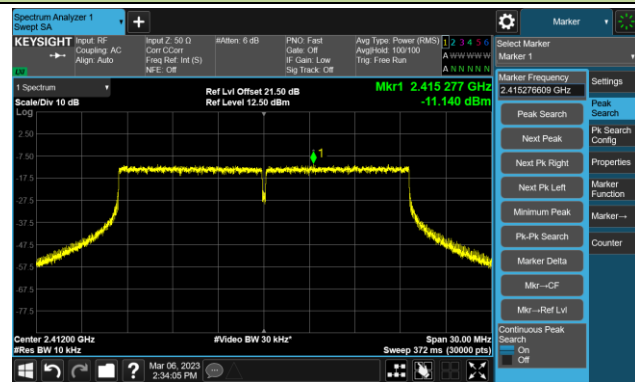 Spectrum Analyzer 1
Swept SA
Marker
KEYSIGHT
Input: RF
Coupling: AC
Align: Auto
Input Z: 50 Ω
Corr CCorr
Freq Ref: Int (S)
NFE: Off
#Atten: 6 dB
PNO: Fast
Gate: Off
IF Gain: Low
Sig Track: Off
Avg Type: Power (RMS)
Avg|Hold: 100/100
Trig: Free Run
1 2 3 4 5 6
A W W W W W
A N N N N N
LW
Select Marker
Marker 1
1 Spectrum
Scale/Div 10 dB
Log
Ref Lvl Offset 21.50 dB
Ref Level 12.50 dBm
Mkr1 2.415 277 GHz
-11.140 dBm
2.50
-7.50
-17.5
-27.5
-37.5
-47.5
-57.5
-67.5
-77.5
1
Center 2.41200 GHz
#Res BW 10 kHz
#Video BW 30 kHz*
Span 30.00 MHz
Sweep 372 ms (30000 pts)
Marker Frequency
2.415276609 GHz
Peak Search
Next Peak
Next Pk Right
Next Pk Left
Minimum Peak
Pk-Pk Search
Marker Delta
Mkr→CF
Mkr→Ref Lvl
Continuous Peak
Search
On
Off
Settings
Peak
Search
Pk Search
Config
Properties
Marker
Function
Marker→
Counter
Mar 06, 2023
2:34:05 PM